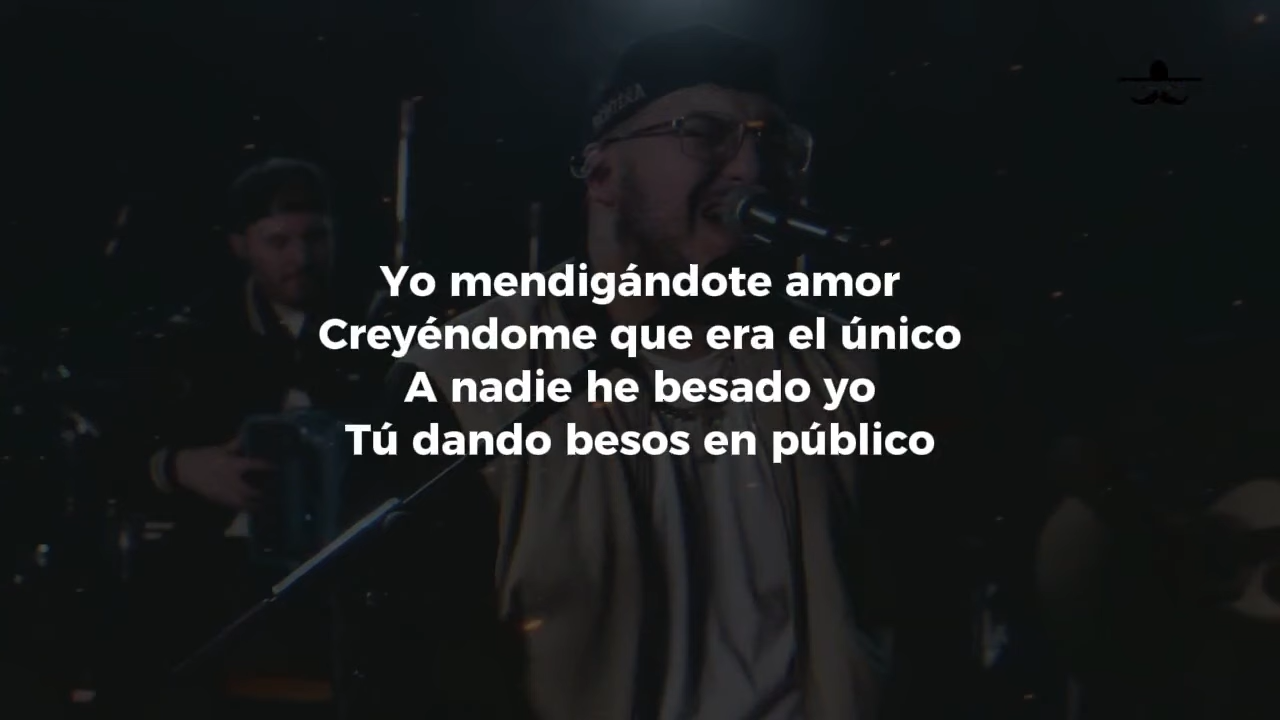 Yo mendigándote amor
Creyéndome que era el único
A nadie he besado yo
Tú dando besos en público